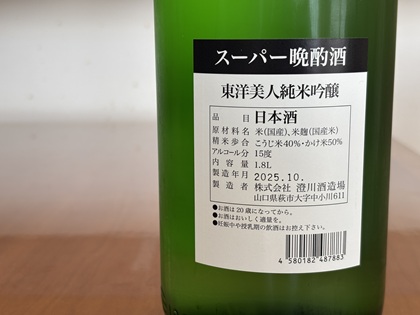 スーパー晩酌酒
東洋美人純米吟醸
品目 日本酒
原材料名 米(国産)、米麹(国産米)
精米歩合 こうじ米40%・かけ米50%
アルコール分 15度
内容量 1.8L
製造年月 2025.10.
製造者 株式会社 澄川酒造場
山口県萩市大字中小川611
●お酒は20歳になってから。
●お酒はおいしく適量を。
●妊娠中や授乳期の飲酒はお控え下さい。
4 580182 487883